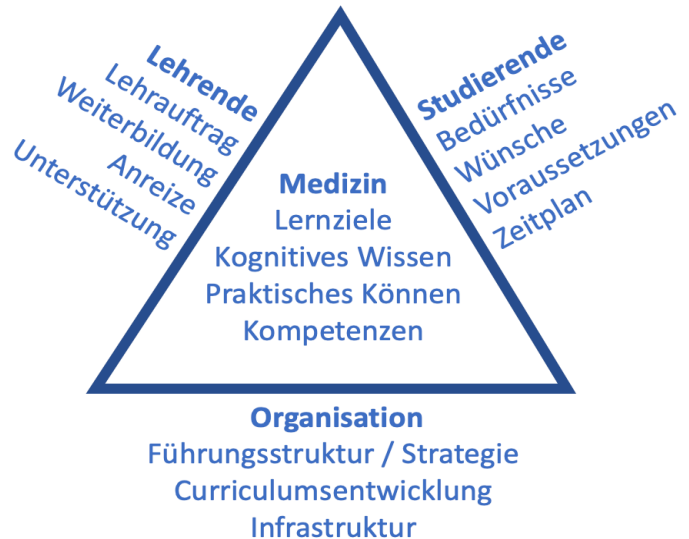 Lehrende
Lehrauftrag
Weiterbildung
Anreize
Unterstützung
Studierende
Bedürfnisse
Wünsche
Voraussetzungen
Zeitplan
Medizin
Lernziele
Kognitives Wissen
Praktisches Können
Kompetenzen
Organisation
Führungsstruktur / Strategie
Curriculumsentwicklung
Infrastruktur